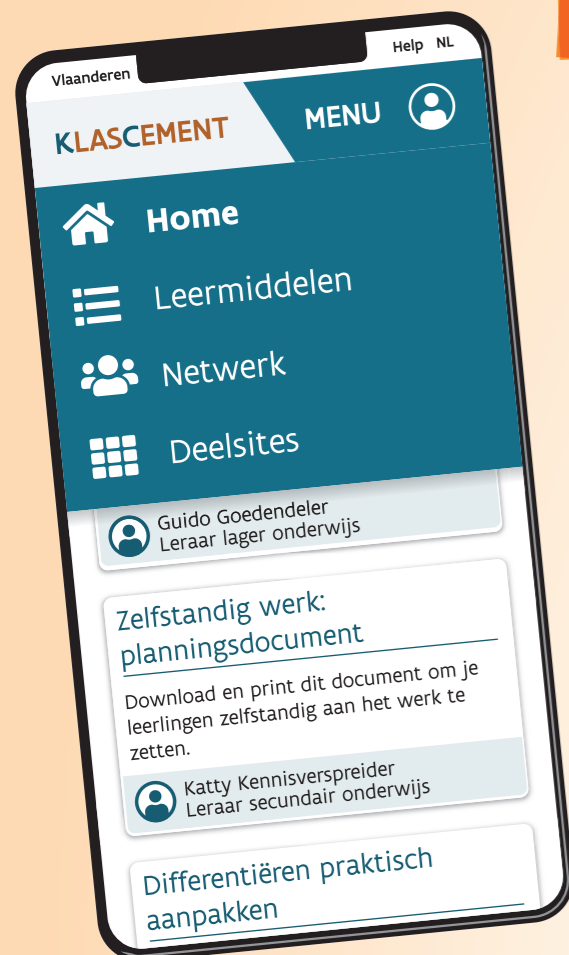 Vlaanderen
Help NL
KLASCEMENT
MENU
Home
Leermiddelen
Netwerk
Deelsites
Guido Goedendeler
Leraar lager onderwijs
Zelfstandig werk:
planningsdocument
Download en print dit document om je
leerlingen zelfstandig aan het werk te
zetten.
Katty Kennisverspreider
Leraar secundair onderwijs
Differentiëren praktisch
aanpakken